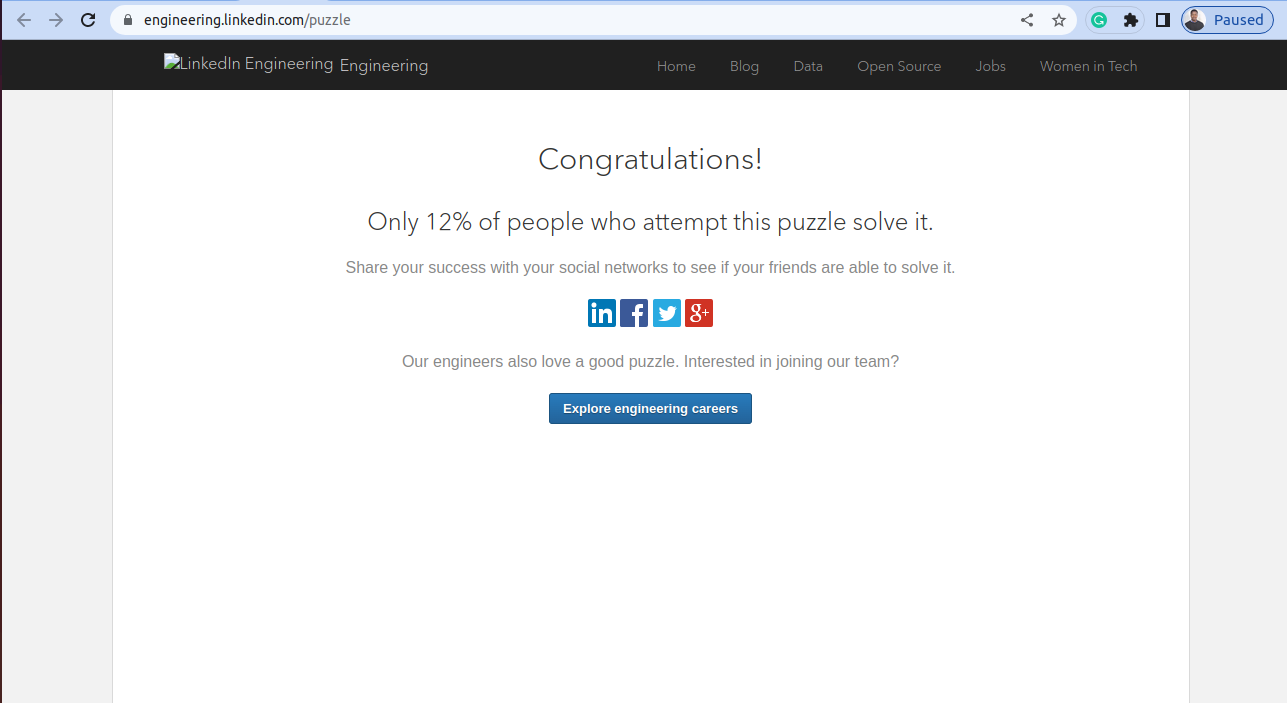 engineering.linkedin.com/puzzle
Paused
LinkedIn Engineering Engineering
Home Blog Data Open Source Jobs Women in Tech
Congratulations!
Only 12% of people who attempt this puzzle solve it.
Share your success with your social networks to see if your friends are able to solve it.
in f g+
Our engineers also love a good puzzle. Interested in joining our team?
Explore engineering careers